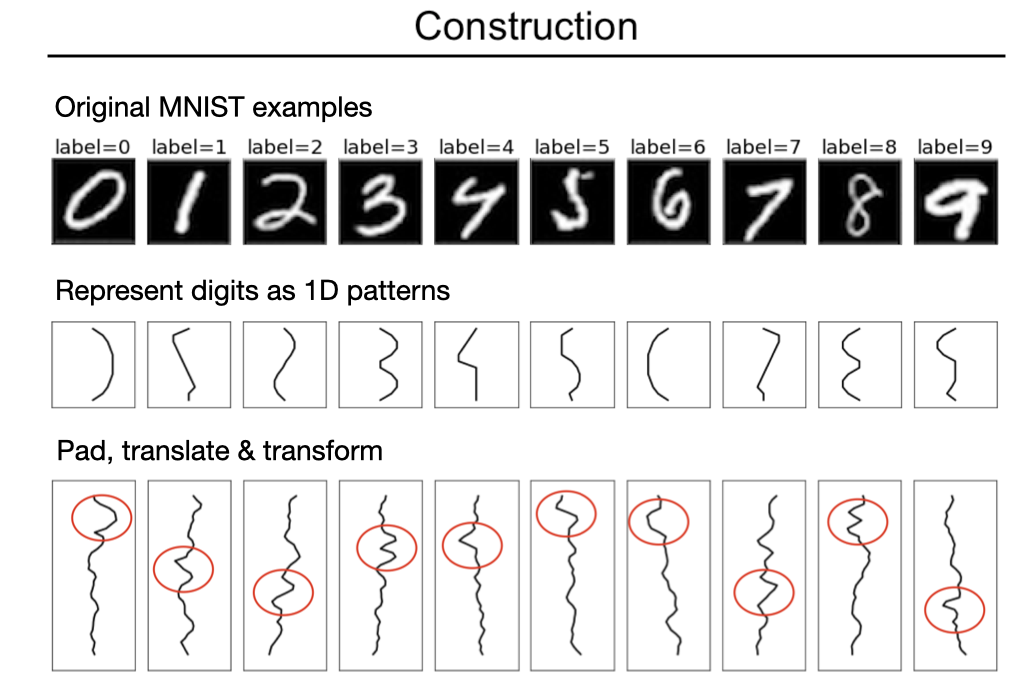 Construction
Original MNIST examples
label=0 label=1 label=2 label=3 label=4 label=5 label=6 label=7 label=8 label=9
0 1 2 3 4 5 6 7 8 9
Represent digits as 1D patterns
Pad, translate & transform